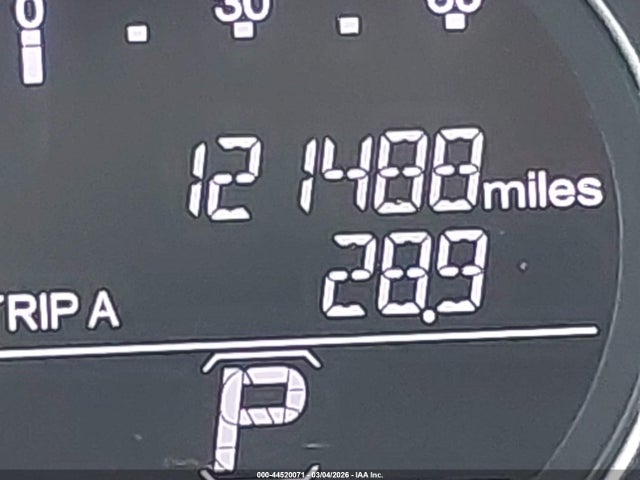 0 30 60
121488 miles
TRIP A 28.9
P
000-44520071 - 03/04/2026 - IAA Inc.